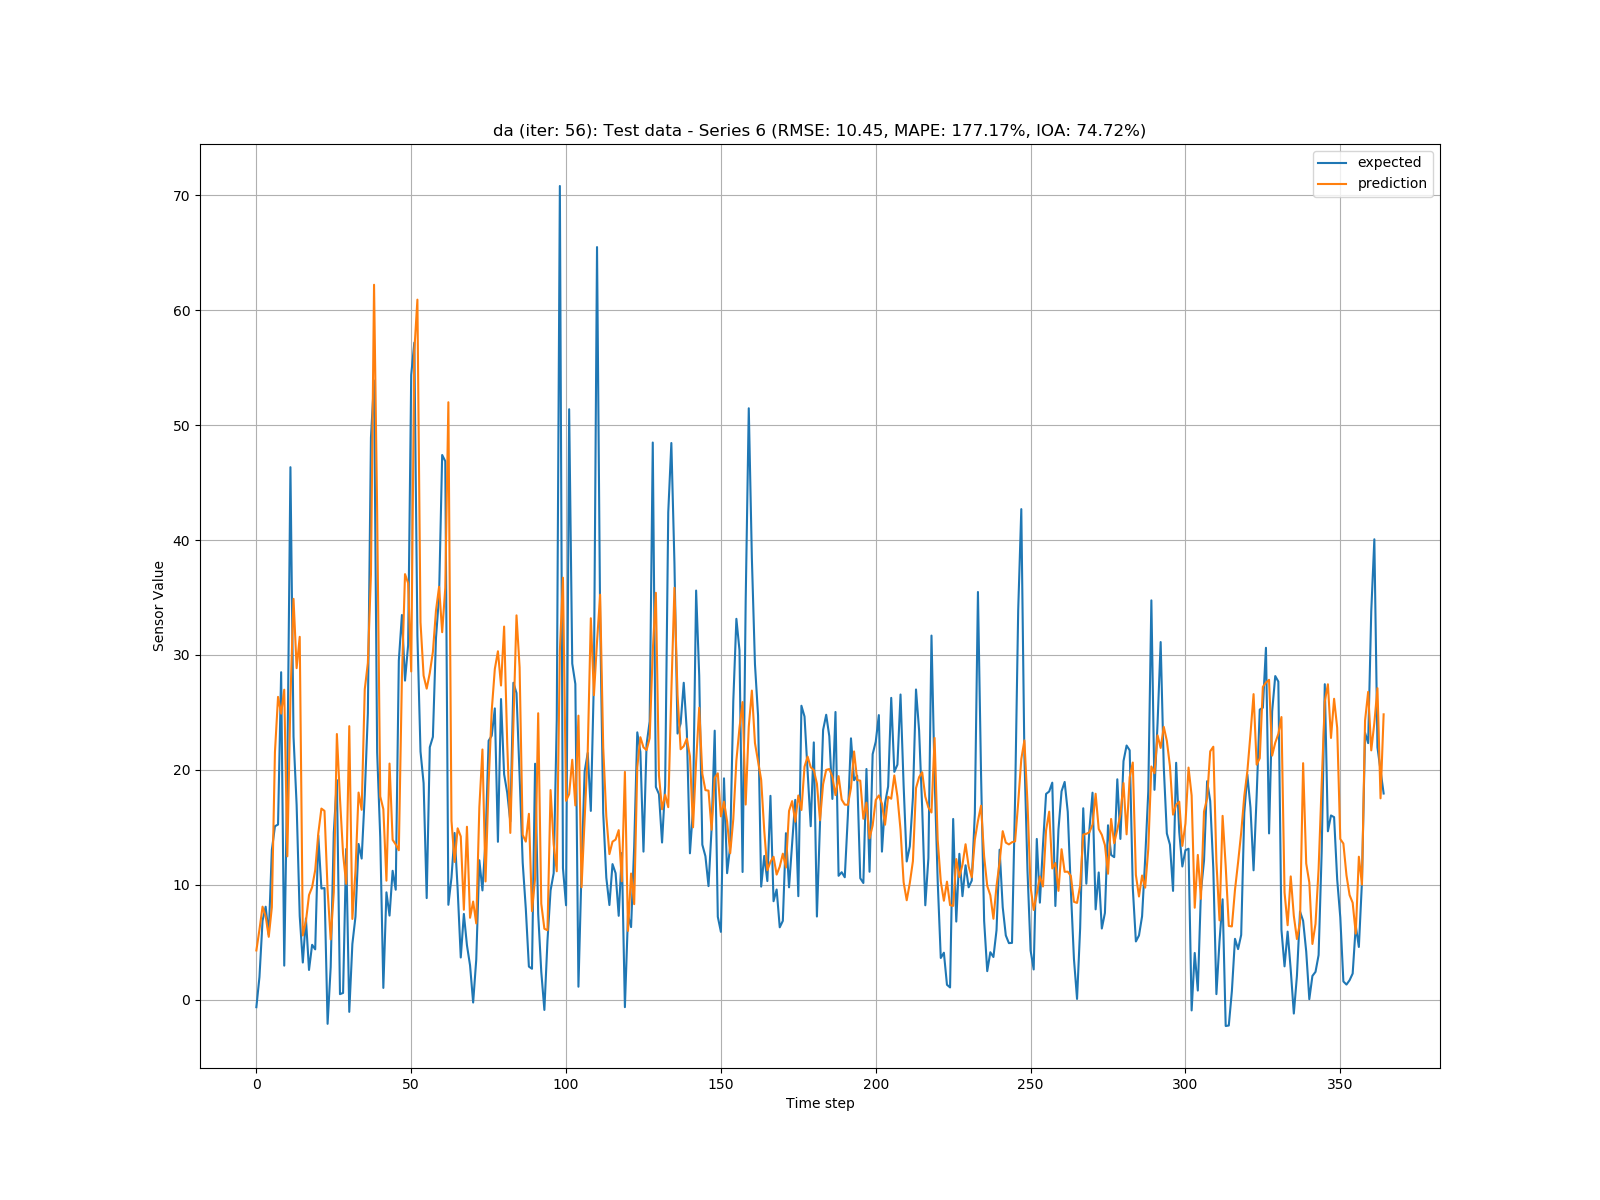 da (iter: 56): Test data - Series 6 (RMSE: 10.45, MAPE: 177.17%, IOA: 74.72%)
expected
prediction
70
60
50
40
30
20
10
0
Sensor Value
0 50 100 150 200 250 300 350
Time step